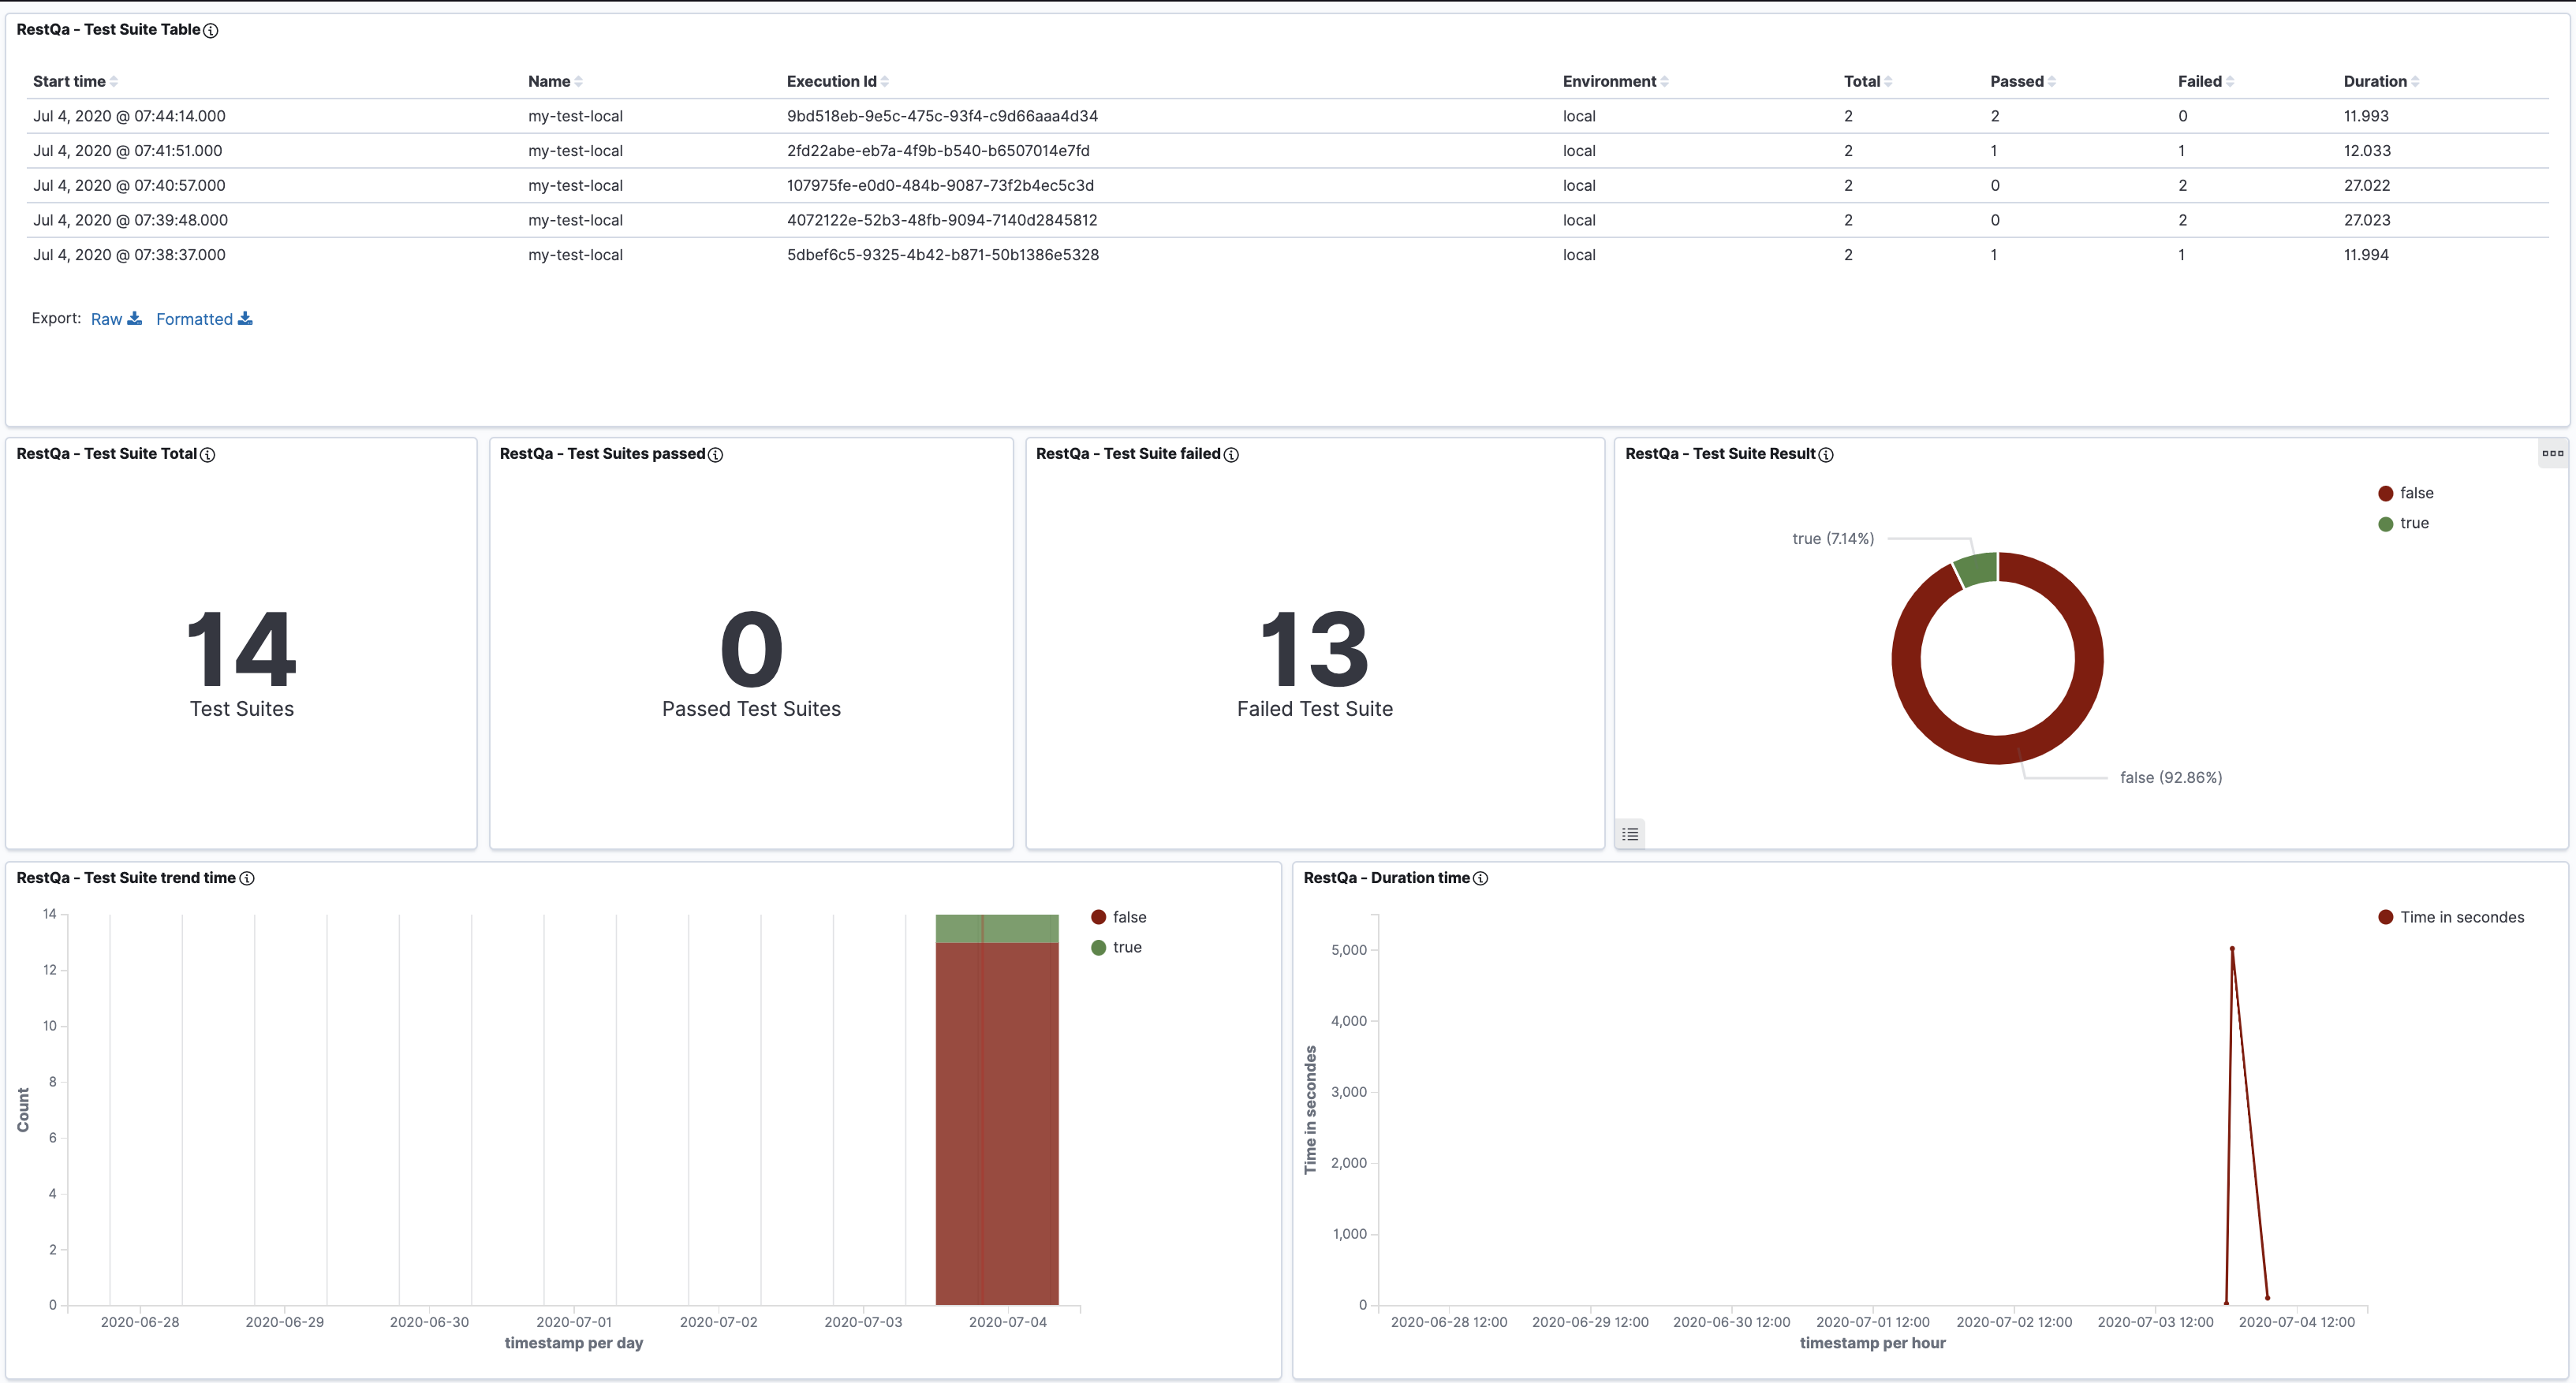 RestQa - Test Suite Table
Start time Name Execution Id Environment Total Passed Failed Duration
Jul 4, 2020 @ 07:44:14.000 my-test-local 9bd518eb-9e5c-475c-93f4-c9d66aaa4d34 local 2 2 0 11.993
Jul 4, 2020 @ 07:41:51.000 my-test-local 2fd22abe-eb7a-4f9b-b540-b6507014e7fd local 2 1 1 12.033
Jul 4, 2020 @ 07:40:57.000 my-test-local 107975fe-e0d0-484b-9087-73f2b4ec5c3d local 2 0 2 27.022
Jul 4, 2020 @ 07:39:48.000 my-test-local 4072122e-52b3-48fb-9094-7140d2845812 local 2 0 2 27.023
Jul 4, 2020 @ 07:38:37.000 my-test-local 5dbef6c5-9325-4b42-b871-50b1386e5328 local 2 1 1 11.994
Export: Raw Formatted
RestQa - Test Suite Total
14
Test Suites
RestQa - Test Suites passed
0
Passed Test Suites
RestQa - Test Suite failed
13
Failed Test Suite
RestQa - Test Suite Result
false
true
true (7.14%)
false (92.86%)
RestQa - Test Suite trend time
false
true
14
12
10
8
6
4
2
0
Count
2020-06-28 2020-06-29 2020-06-30 2020-07-01 2020-07-02 2020-07-03 2020-07-04
timestamp per day
RestQa - Duration time
Time in secondes
5,000
4,000
3,000
2,000
1,000
0
Time in secondes
2020-06-28 12:00 2020-06-29 12:00 2020-06-30 12:00 2020-07-01 12:00 2020-07-02 12:00 2020-07-03 12:00 2020-07-04 12:00
timestamp per hour